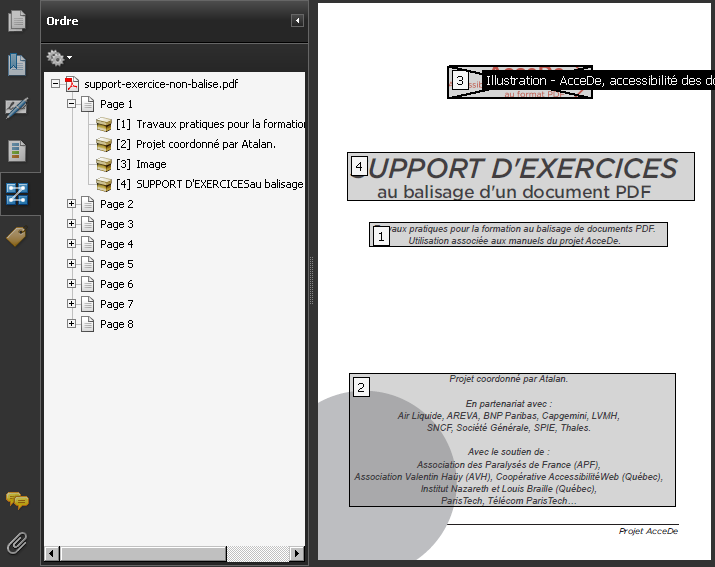 Ordre
support-exercice-non-balise.pdf
Page 1
[1] Travaux pratiques pour la formation
[2] Projet coordonné par Atalan.
[3] Image
[4] SUPPORT D'EXERCICESau balisage
Page 2
Page 3
Page 4
Page 5
Page 6
Page 7
Page 8
3
Illustration - AcceDe, accessibilité des do
au format PDF
4
SUPPORT D'EXERCICES
au balisage d'un document PDF
1
vaux pratiques pour la formation au balisage de documents PDF.
Utilisation associée aux manuels du projet AcceDe.
2
Projet coordonné par Atalan.
En partenariat avec :
Air Liquide, AREVA, BNP Paribas, Capgemini, LVMH,
SNCF, Société Générale, SPIE, Thales.
Avec le soutien de :
Association des Paralysés de France (APF),
Association Valentin Haüy (AVH), Coopérative AccessibilitéWeb (Québec),
Institut Nazareth et Louis Braille (Québec),
ParisTech, Télécom ParisTech...
Projet AcceDe